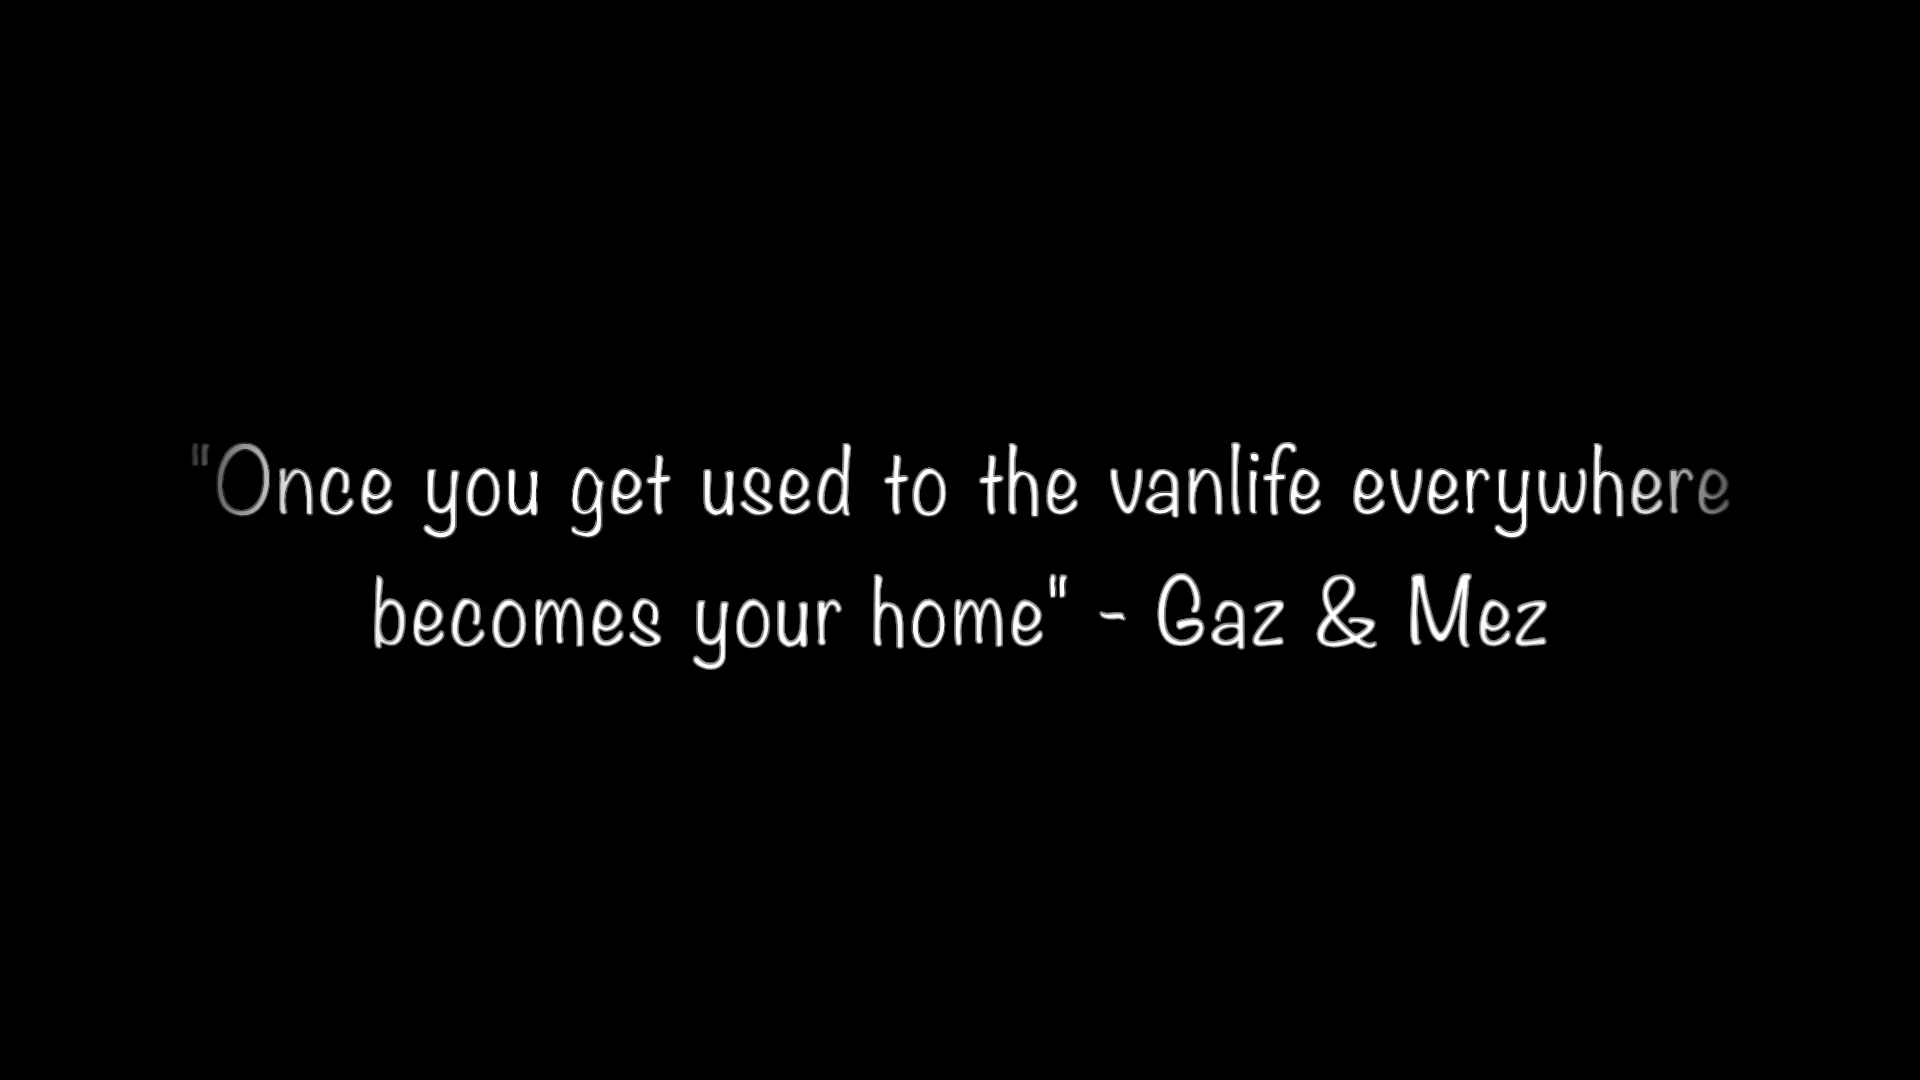 "Once you get used to the vanlife everywhere
becomes your home" - Gaz & Mez